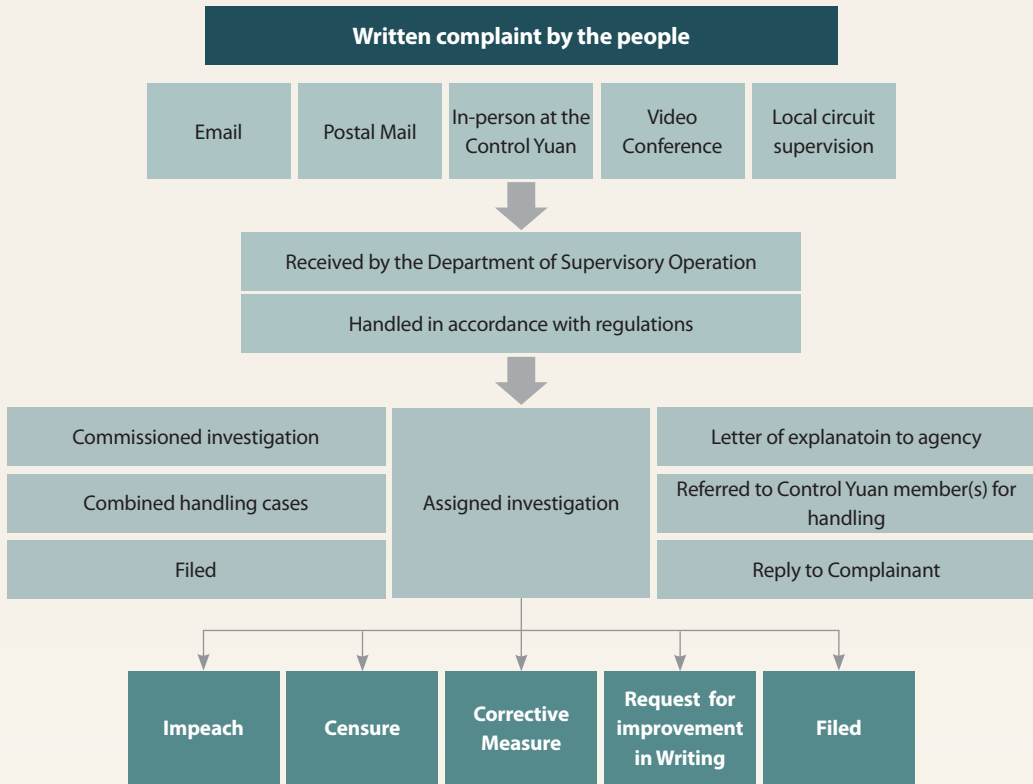 Written complaint by the people
Email
Postal Mail
In-person at the
Control Yuan
Video
Conference
Local circuit
supervision
Received by the Department of Supervisory Operation
Handled in accordance with regulations
Commissioned investigation
Combined handling cases
Filed
Assigned investigation
Letter of explanatoin to agency
Referred to Control Yuan member(s) for
handling
Reply to Complainant
Impeach
Censure
Corrective
Measure
Request for
improvement
in Writing
Filed